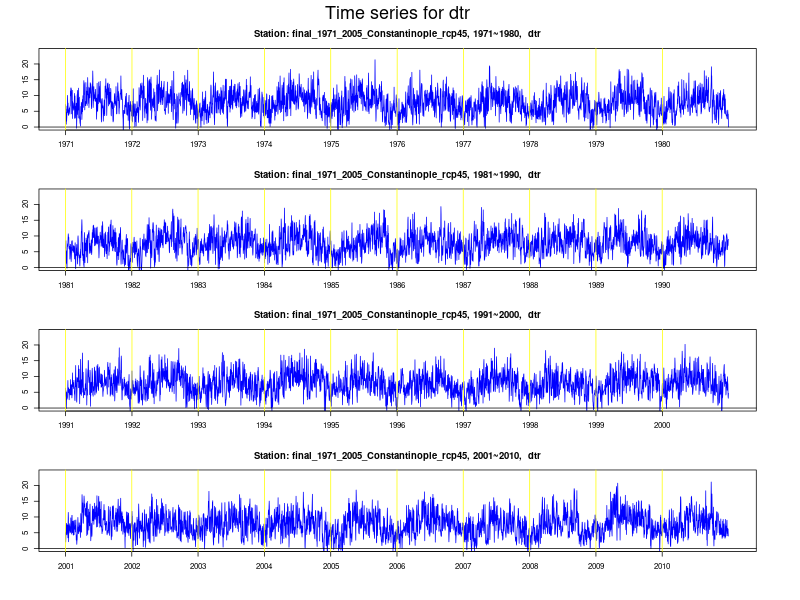 Time series for dtr
Station: final_1971_2005_Constantinople_rcp45, 1971~1980, dtr
20
15
10
5
0
1971 1972 1973 1974 1975 1976 1977 1978 1979 1980
Station: final_1971_2005_Constantinople_rcp45, 1981~1990, dtr
20
15
10
5
0
1981 1982 1983 1984 1985 1986 1987 1988 1989 1990
Station: final_1971_2005_Constantinople_rcp45, 1991~2000, dtr
20
15
10
5
0
1991 1992 1993 1994 1995 1996 1997 1998 1999 2000
Station: final_1971_2005_Constantinople_rcp45, 2001~2010, dtr
20
15
10
5
0
2001 2002 2003 2004 2005 2006 2007 2008 2009 2010